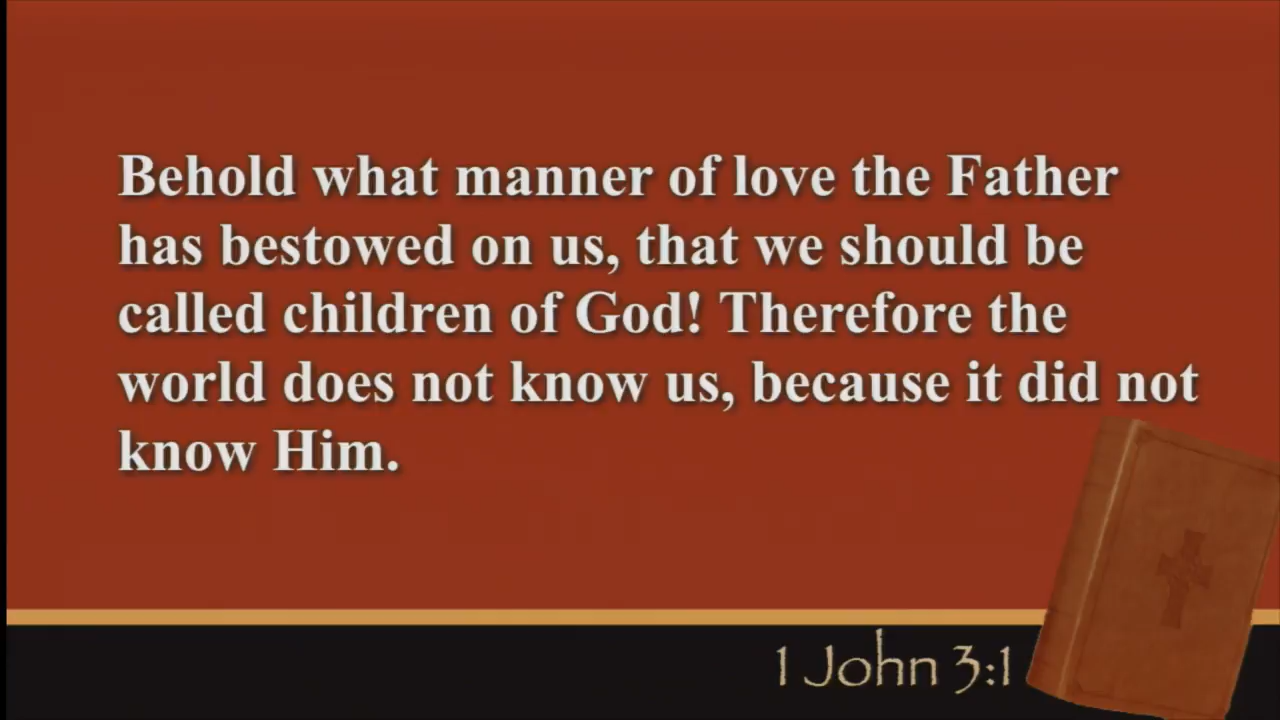 Behold what manner of love the Father
has bestowed on us, that we should be
called children of God! Therefore the
world does not know us, because it did not
know Him.
1 John 3:1